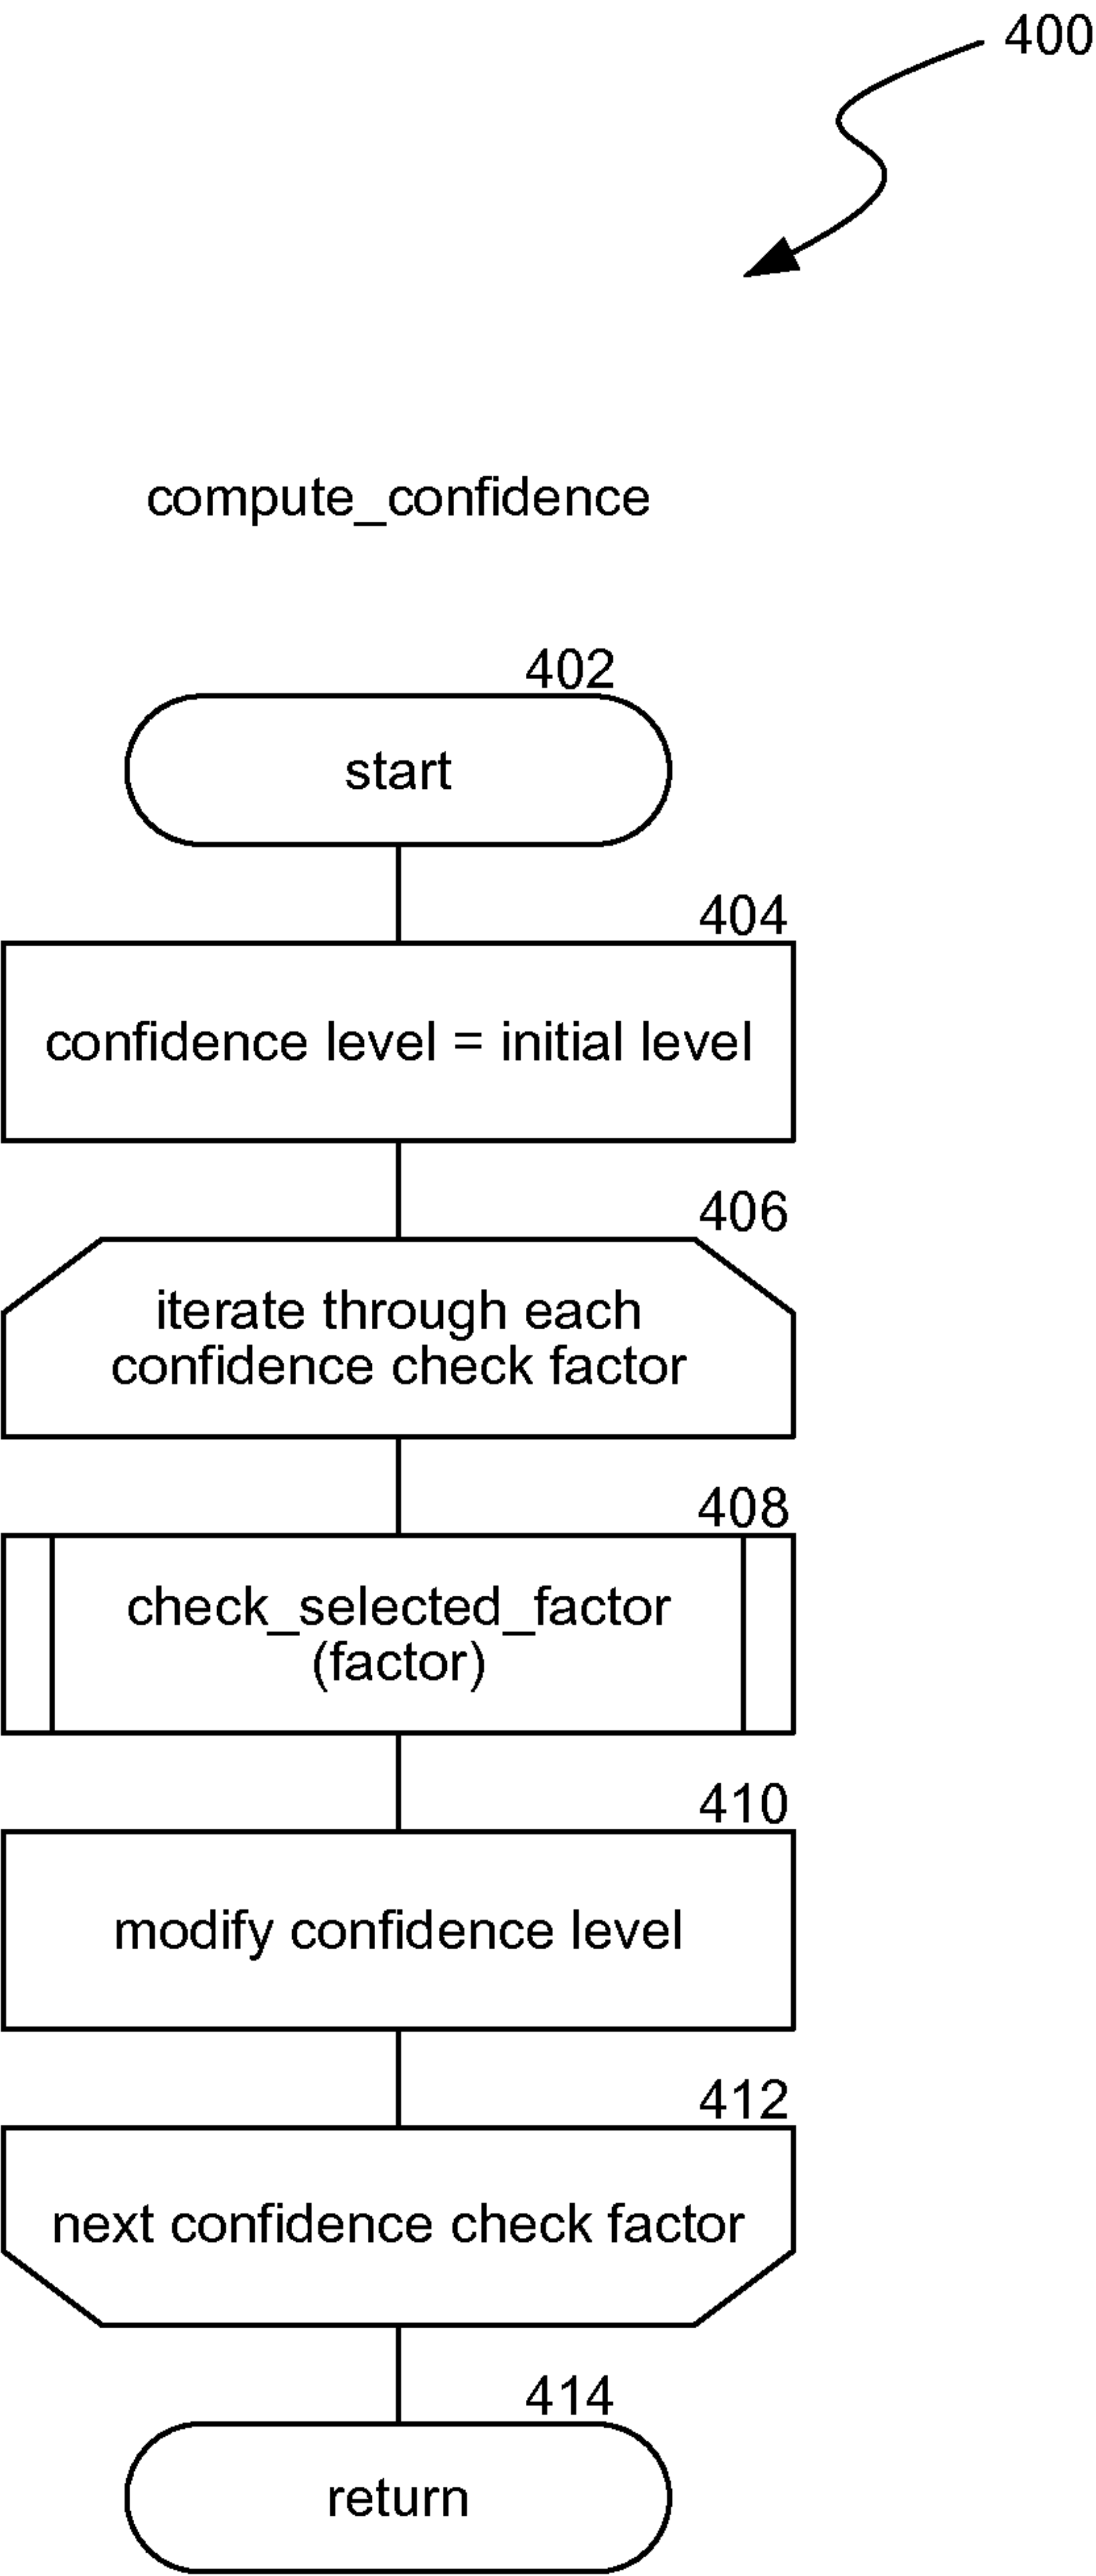 400
compute_confidence
402
start
404
confidence level = initial level
406
iterate through each
confidence check factor
408
check_selected_factor
(factor)
410
modify confidence level
412
next confidence check factor
414
return